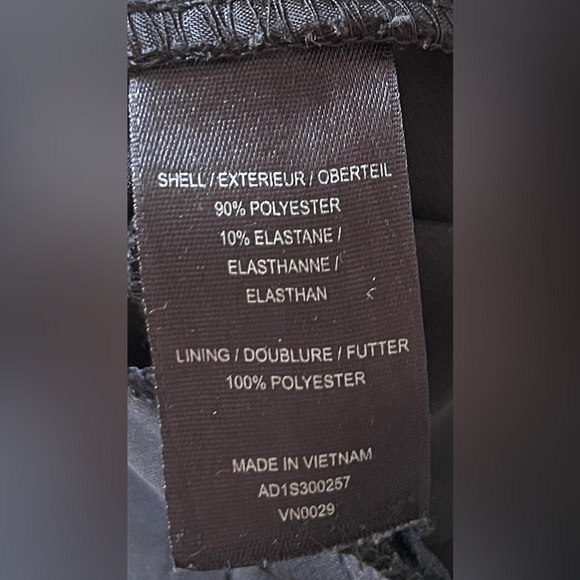 SHELL / EXTERIEUR / OBERTEIL
90% POLYESTER
10% ELASTANE /
ELASTHANNE /
ELASTHAN
LINING / DOUBLURE / FUTTER
100% POLYESTER
MADE IN VIETNAM
AD1S300257
VN0029